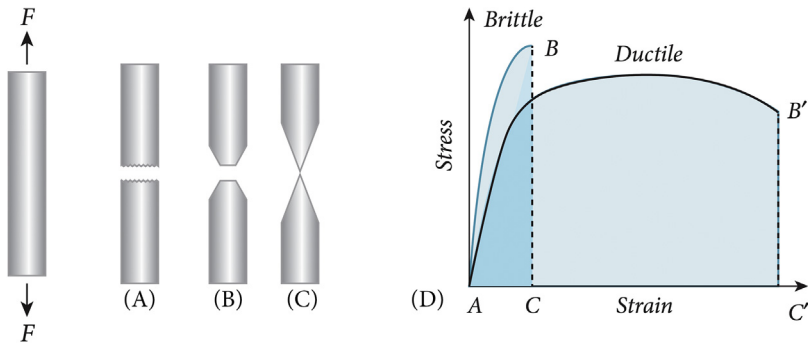 F
F
(A)
(B)
(C)
(D)
Brittle
B
Ductile
B′
Stress
A
C
Strain
C′